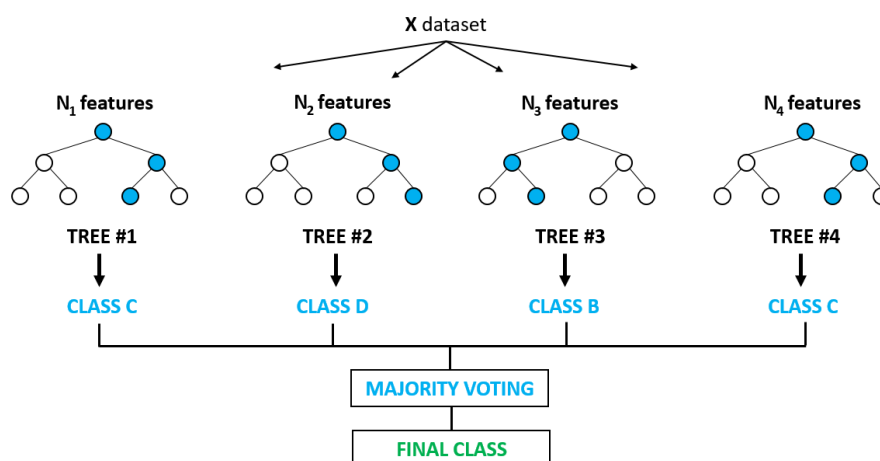 X dataset
N₁ features
N₂ features
N₃ features
N₄ features
TREE #1
TREE #2
TREE #3
TREE #4
CLASS C
CLASS D
CLASS B
CLASS C
MAJORITY VOTING
FINAL CLASS